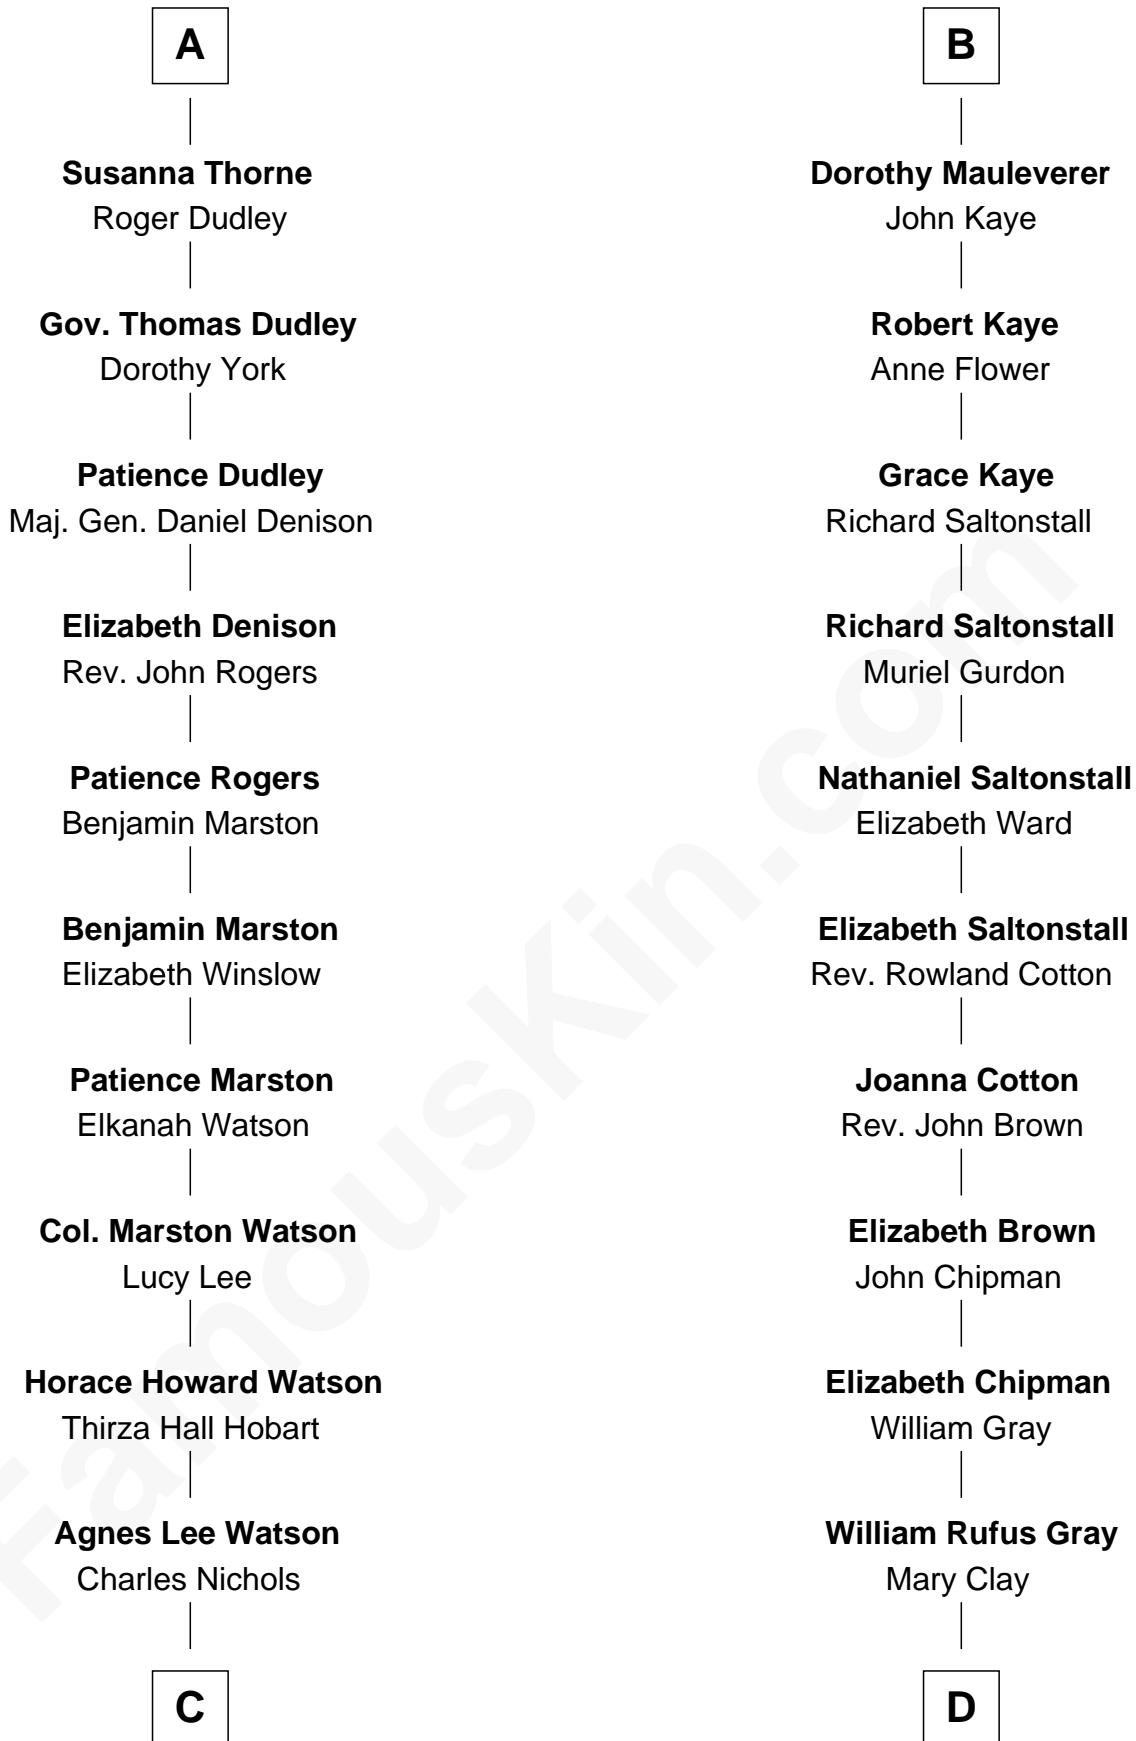 A
Susanna Thorne
Roger Dudley
Gov. Thomas Dudley
Dorothy York
Patience Dudley
Maj. Gen. Daniel Denison
Elizabeth Denison
Rev. John Rogers
Patience Rogers
Benjamin Marston
Benjamin Marston
Elizabeth Winslow
Patience Marston
Elkanah Watson
Col. Marston Watson
Lucy Lee
Horace Howard Watson
Thirza Hall Hobart
Agnes Lee Watson
Charles Nichols
C
B
Dorothy Mauleverer
John Kaye
Robert Kaye
Anne Flower
Grace Kaye
Richard Saltonstall
Richard Saltonstall
Muriel Gurdon
Nathaniel Saltonstall
Elizabeth Ward
Elizabeth Saltonstall
Rev. Rowland Cotton
Joanna Cotton
Rev. John Brown
Elizabeth Brown
John Chipman
Elizabeth Chipman
William Gray
William Rufus Gray
Mary Clay
D
FamousKin.com